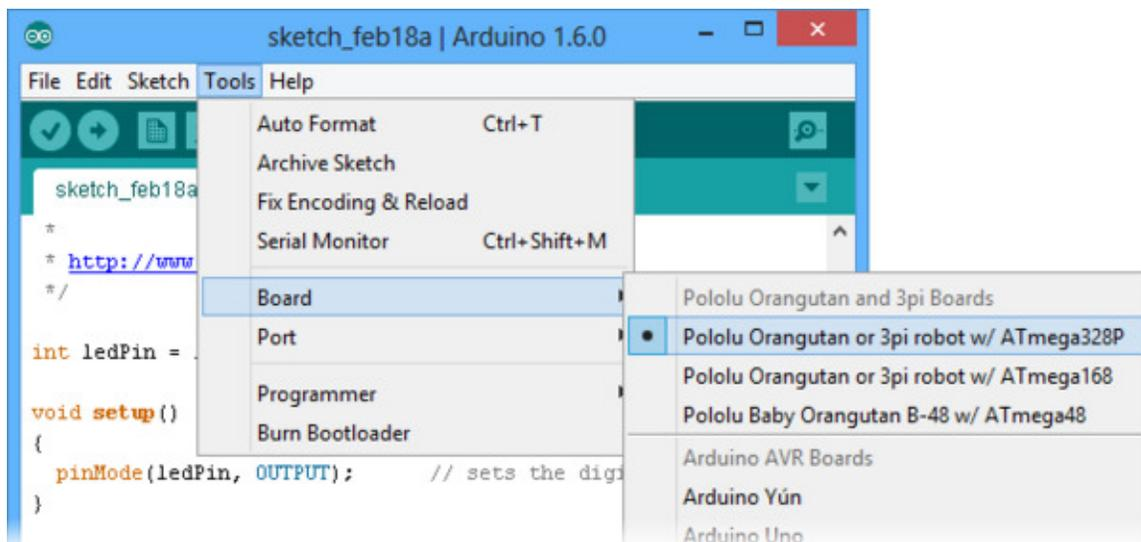 sketch_feb18a | Arduino 1.6.0
File Edit Sketch Tools Help
Auto Format Ctrl+T
Archive Sketch
Fix Encoding & Reload
Serial Monitor Ctrl+Shift+M
Board
Port
Programmer
Burn Bootloader
Pololu Orangutan and 3pi Boards
Pololu Orangutan or 3pi robot w/ ATmega328P
Pololu Orangutan or 3pi robot w/ ATmega168
Pololu Baby Orangutan B-48 w/ ATmega48
Arduino AVR Boards
Arduino Yún
Arduino Uno
sketch_feb18a
*
* http://www
*/
int ledPin =
void setup()
{
pinMode(ledPin, OUTPUT); // sets the digi
}